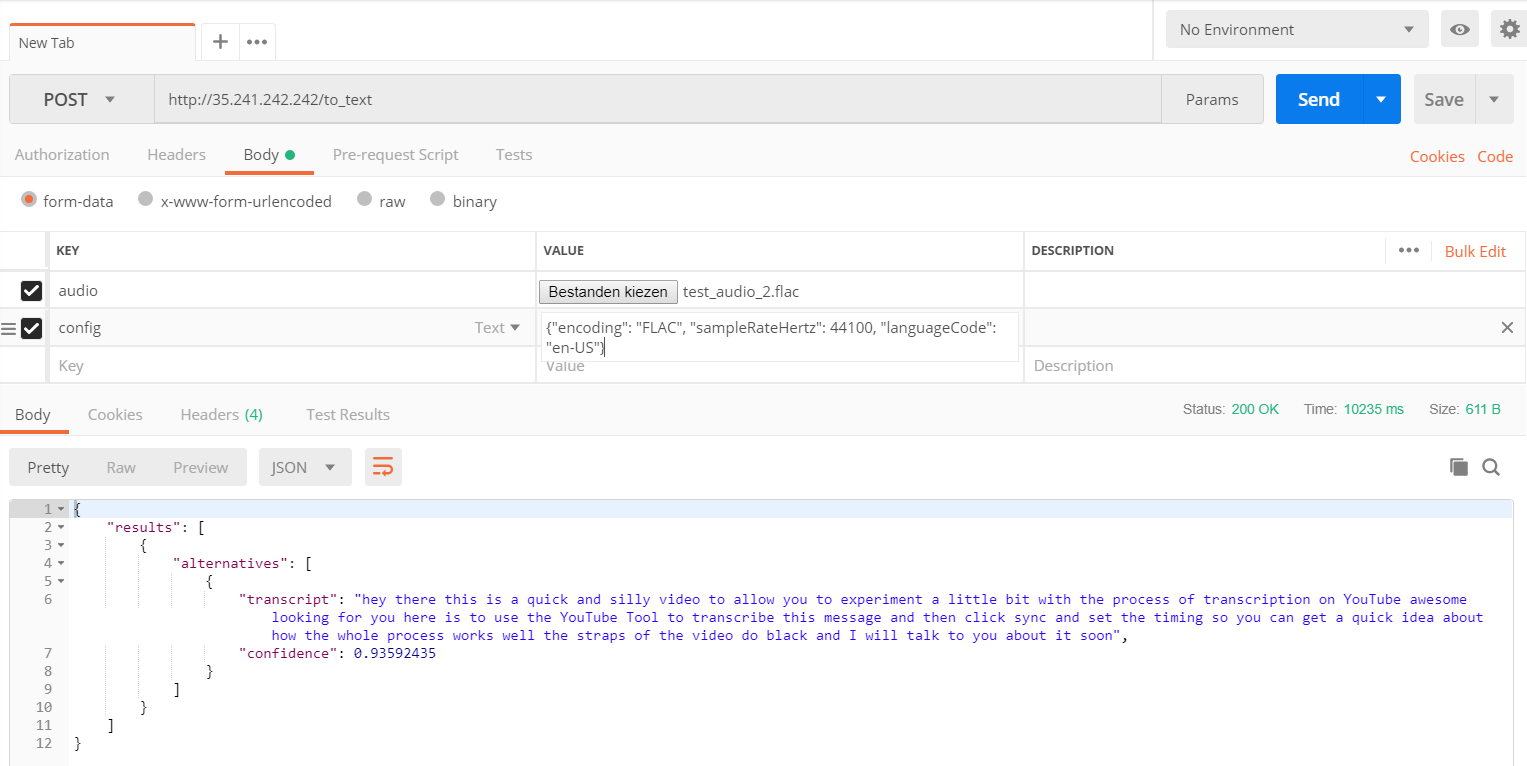 New Tab
No Environment
POST http://35.241.242.242/to_text Params Send Save
Authorization Headers Body Pre-request Script Tests Cookies Code
form-data x-www-form-urlencoded raw binary
KEY VALUE DESCRIPTION Bulk Edit
audio Bestanden kiezen test_audio_2.flac
config Text {"encoding": "FLAC", "sampleRateHertz": 44100, "languageCode":
"en-US"}
Key Value Description
Body Cookies Headers (4) Test Results Status: 200 OK Time: 10235 ms Size: 611 B
Pretty Raw Preview JSON
1 {
2 "results": [
3 {
4 "alternatives": [
5 {
6 "transcript": "hey there this is a quick and silly video to allow you to experiment a little bit with the process of transcription on YouTube awesome
looking for you here is to use the YouTube Tool to transcribe this message and then click sync and set the timing so you can get a quick idea about
how the whole process works well the straps of the video do black and I will talk to you about it soon",
7 "confidence": 0.93592435
8 }
9 ]
10 }
11 ]
12 }